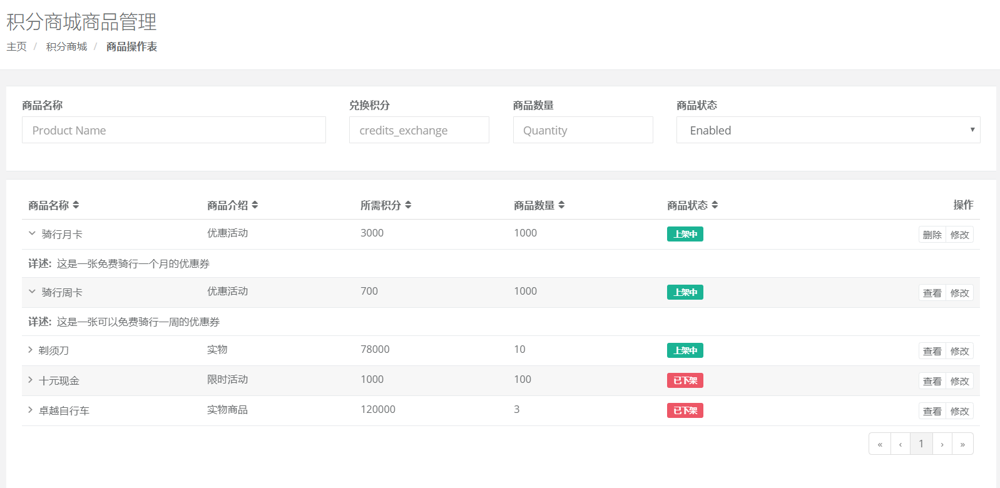 积分商城商品管理
主页 / 积分商城 / 商品操作表
商品名称 兑换积分 商品数量 商品状态
Product Name credits_exchange Quantity Enabled
商品名称 商品介绍 所需积分 商品数量 商品状态 操作
骑行月卡 优惠活动 3000 1000 上架中 删除 修改
详述: 这是一张免费骑行一个月的优惠券
骑行周卡 优惠活动 700 1000 上架中 查看 修改
详述: 这是一张可以免费骑行一周的优惠券
剃须刀 实物 78000 10 上架中 查看 修改
十元现金 限时活动 1000 100 已下架 查看 修改
卓越自行车 实物商品 120000 3 已下架 查看 修改
« ‹ 1 › »